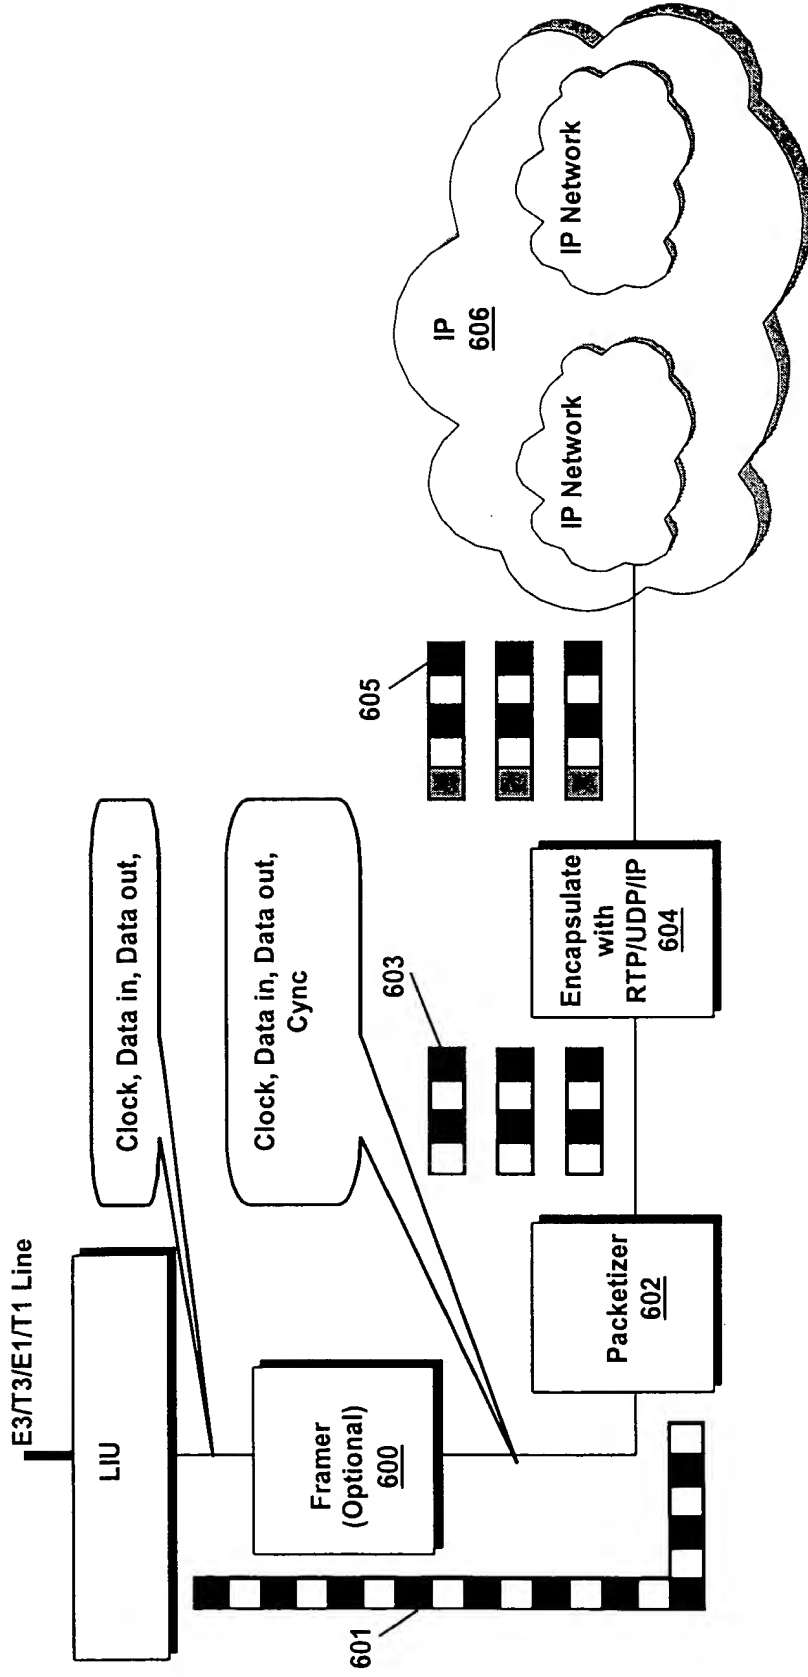 E3/T3/E1/T1 Line
LIU
Clock, Data in, Data out,
Framer
(Optional)
600
Clock, Data in, Data out,
Cync
601
Packetizer
602
603
Encapsulate
with
RTP/UDP/IP
604
605
IP
606
IP Network
IP Network